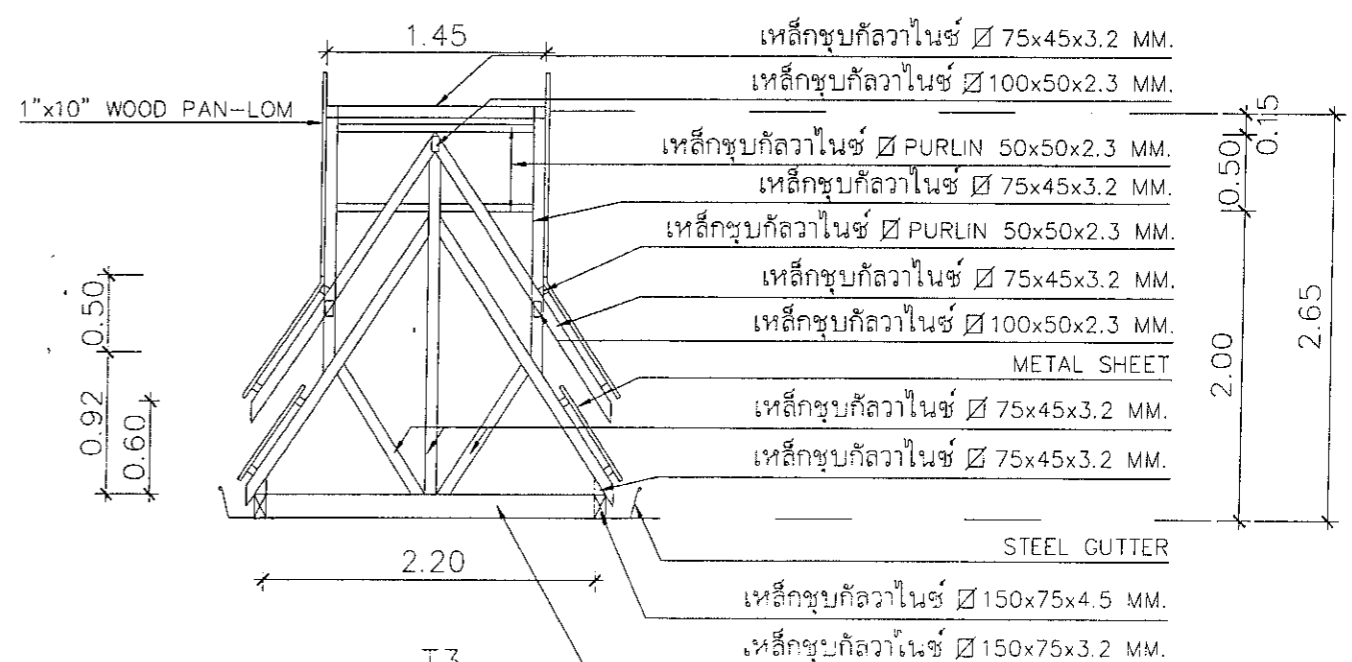 1.45
เหล็กชุบกัลวาไนซ์ 75x45x3.2 MM.
1"x10" WOOD PAN-LOM
เหล็กชุบกัลวาไนซ์ 100x50x2.3 MM.
0.15
เหล็กชุบกัลวาไนซ์ PURLIN 50x50x2.3 MM.
0.50
เหล็กชุบกัลวาไนซ์ 75x45x3.2 MM.
เหล็กชุบกัลวาไนซ์ PURLIN 50x50x2.3 MM.
เหล็กชุบกัลวาไนซ์ 75x45x3.2 MM.
0.50
เหล็กชุบกัลวาไนซ์ 100x50x2.3 MM.
2.65
METAL SHEET
2.00
0.92
0.60
เหล็กชุบกัลวาไนซ์ 75x45x3.2 MM.
เหล็กชุบกัลวาไนซ์ 75x45x3.2 MM.
STEEL GUTTER
2.20
เหล็กชุบกัลวาไนซ์ 150x75x4.5 MM.
เหล็กชุบกัลวาไนซ์ 150x75x3.2 MM.